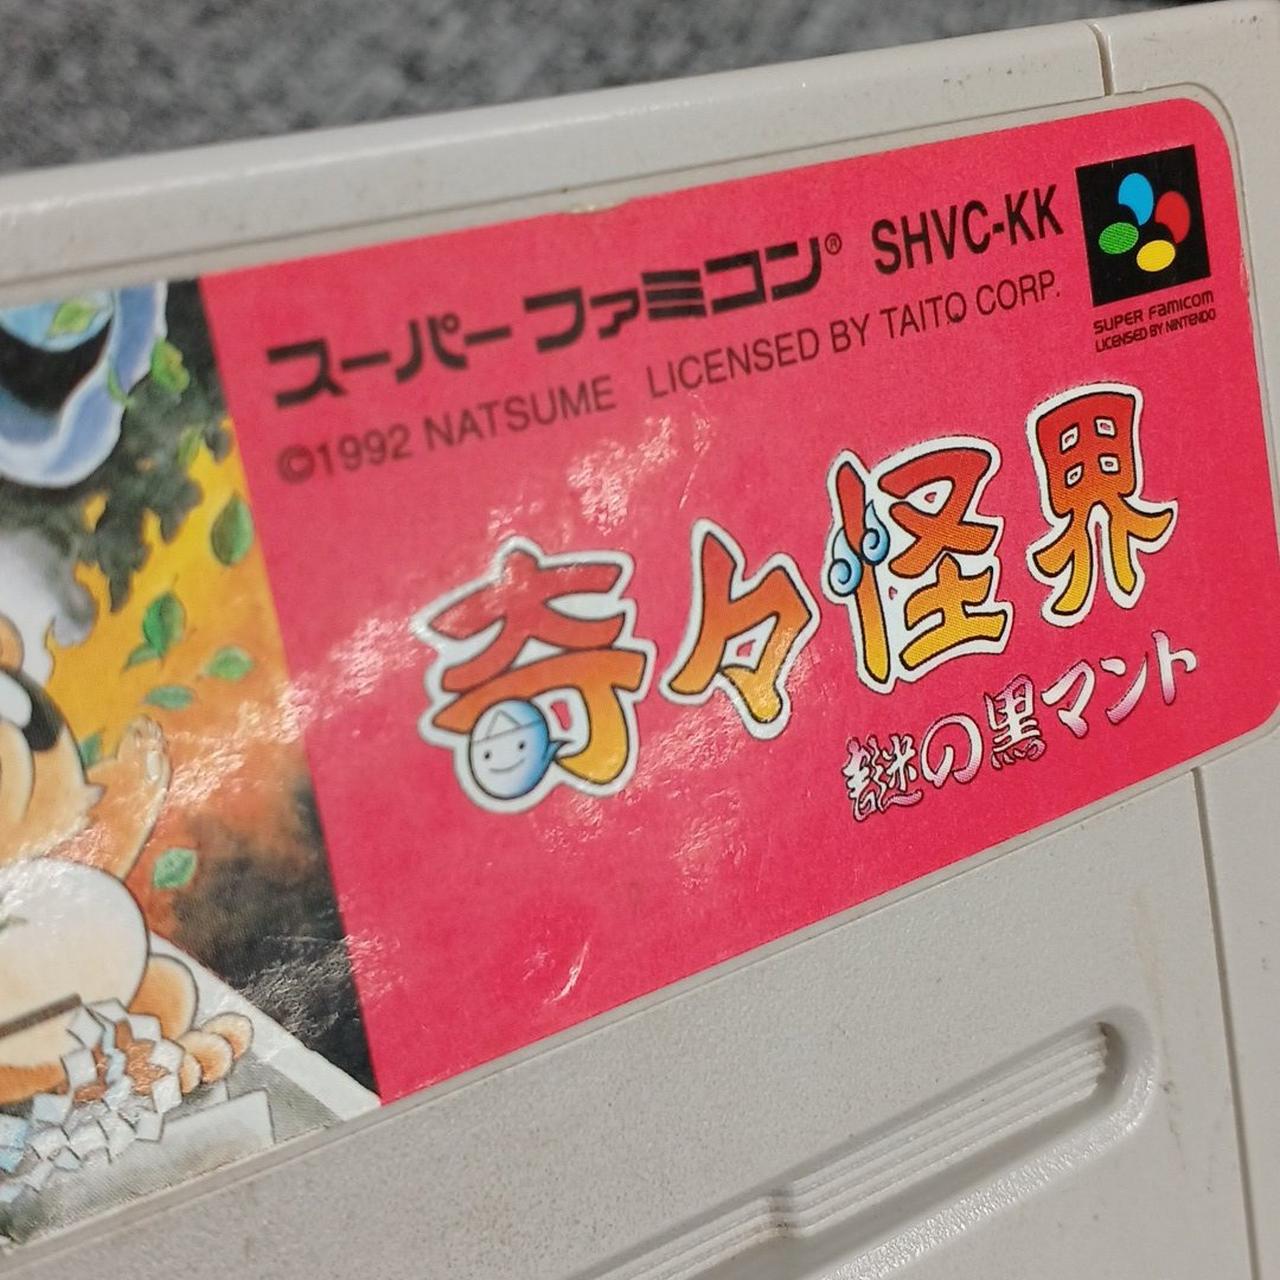 スーパーファミコン® SHVC-KK
©1992 NATSUME LICENSED BY TAITO CORP.
SUPER FAMICOM
LICENSED BY NINTENDO
奇々怪界
謎の黒マント